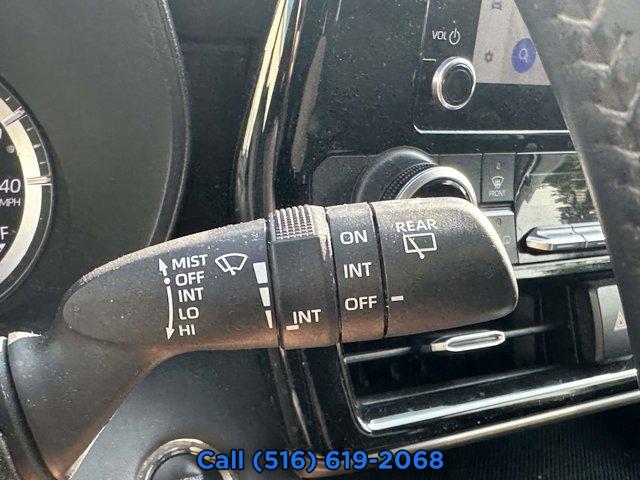 VOL
FRONT
40
MPH
F
MIST
OFF
INT
LO
HI
INT
ON
INT
OFF
REAR
Call (516) 619-2068